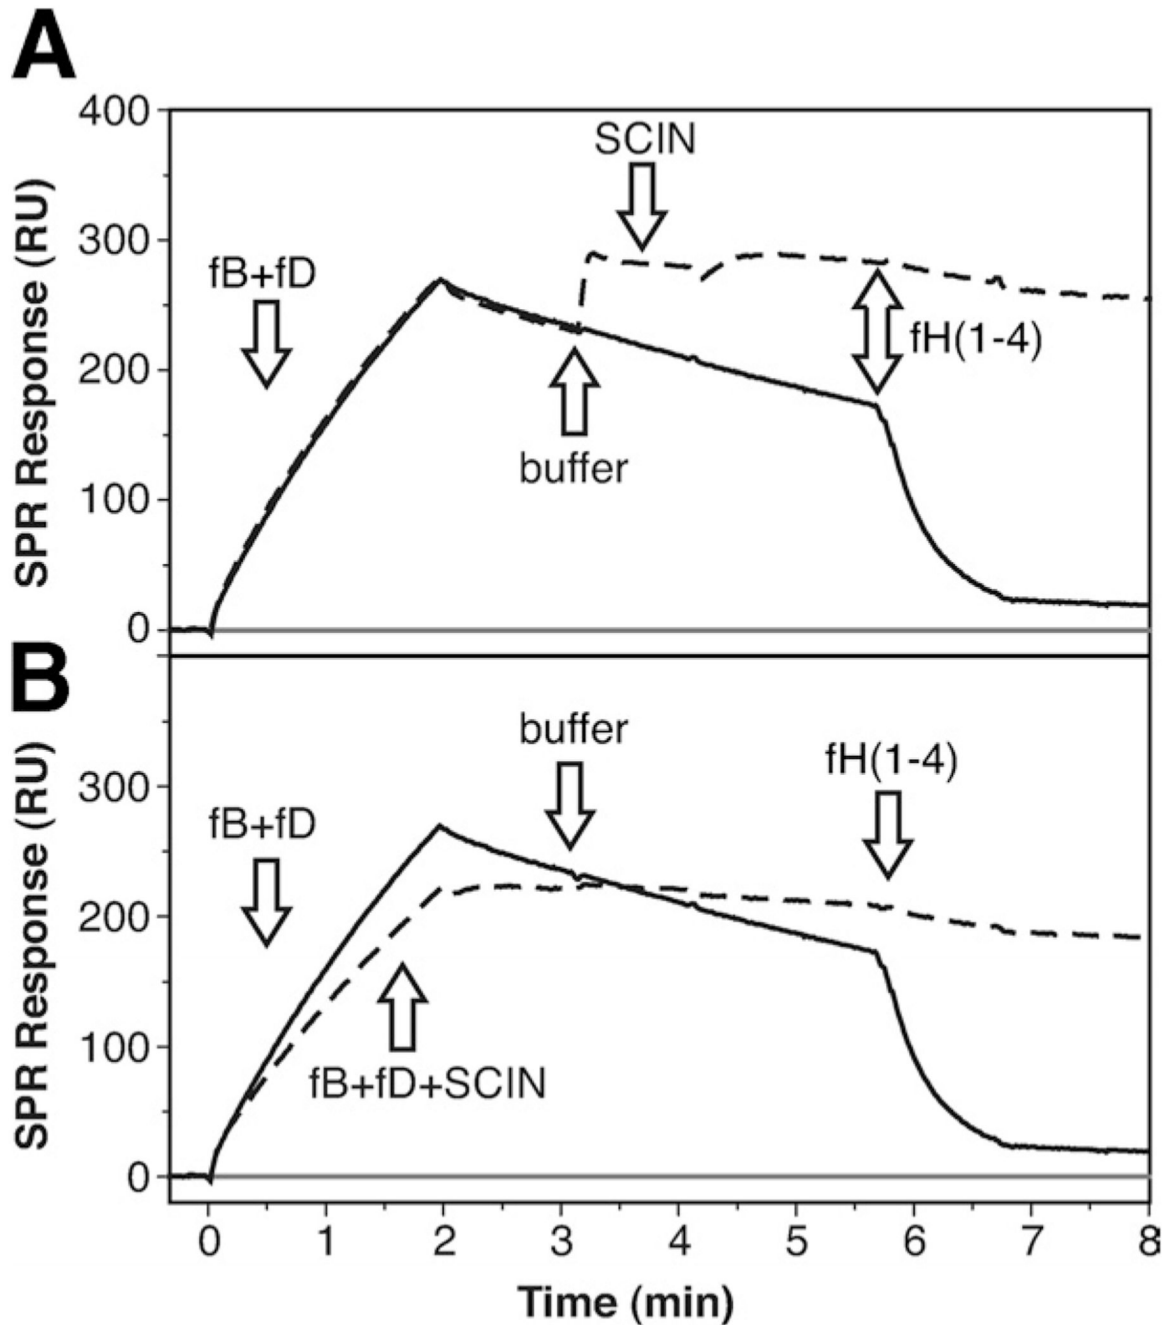 A
400
SCIN
300
fB+fD
fH(1-4)
200
buffer
100
0
SPR Response (RU)
B
buffer
fH(1-4)
300
fB+fD
200
100
fB+fD+SCIN
0
SPR Response (RU)
0 1 2 3 4 5 6 7 8
Time (min)